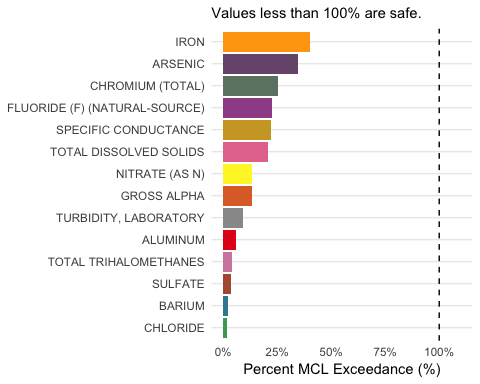 Values less than 100% are safe.
IRON
ARSENIC
CHROMIUM (TOTAL)
FLUORIDE (F) (NATURAL-SOURCE)
SPECIFIC CONDUCTANCE
TOTAL DISSOLVED SOLIDS
NITRATE (AS N)
GROSS ALPHA
TURBIDITY, LABORATORY
ALUMINUM
TOTAL TRIHALOMETHANES
SULFATE
BARIUM
CHLORIDE
0% 25% 50% 75% 100%
Percent MCL Exceedance (%)